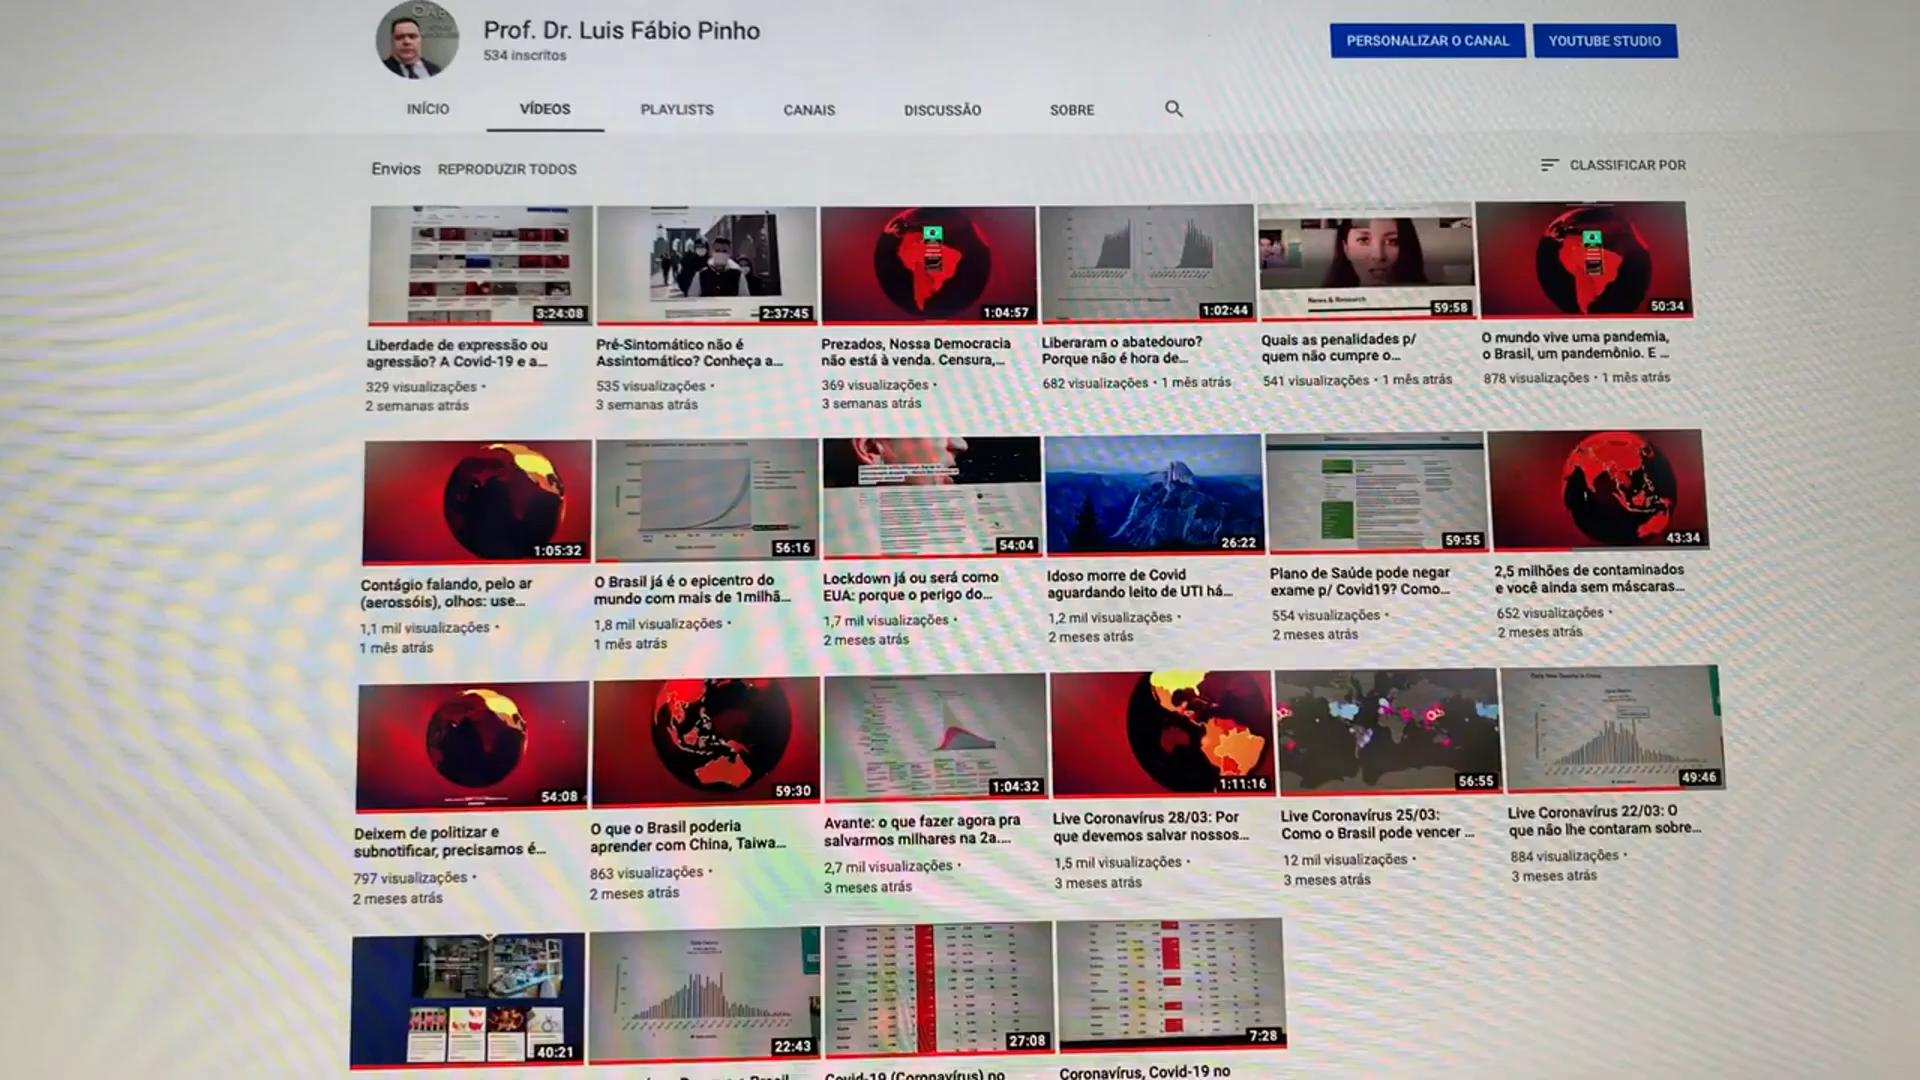 Prof. Dr. Luis Fábio Pinho
534 inscritos
PERSONALIZAR O CANAL
YOUTUBE STUDIO
INÍCIO
VÍDEOS
PLAYLISTS
CANAIS
DISCUSSÃO
SOBRE
Envios
REPRODUZIR TODOS
CLASSIFICAR POR
3:24:08
Liberdade de expressão ou
agressão? A Covid-19 e a...
329 visualizações •
2 semanas atrás
2:37:45
Pré-Sintomático não é
Assintomático? Conheça a...
535 visualizações •
3 semanas atrás
1:04:57
Prezados, Nossa Democracia
não está à venda. Censura,...
369 visualizações •
3 semanas atrás
1:02:44
Liberaram o abatedouro?
Porque não é hora de...
682 visualizações • 1 mês atrás
News & Research
59:58
Quais as penalidades p/
quem não cumpre o...
541 visualizações • 1 mês atrás
50:34
O mundo vive uma pandemia,
o Brasil, um pandemônio. E ...
878 visualizações • 1 mês atrás
1:05:32
Contágio falando, pelo ar
(aerossóis), olhos: use...
1,1 mil visualizações •
1 mês atrás
56:16
O Brasil já é o epicentro do
mundo com mais de 1milhã...
1,8 mil visualizações •
1 mês atrás
54:04
Lockdown já ou será como
EUA: porque o perigo do...
1,7 mil visualizações •
2 meses atrás
26:22
Idoso morre de Covid
aguardando leito de UTI há...
1,2 mil visualizações •
2 meses atrás
59:55
Plano de Saúde pode negar
exame p/ Covid19? Como...
554 visualizações •
2 meses atrás
43:34
2,5 milhões de contaminados
e você ainda sem máscaras...
652 visualizações •
2 meses atrás
54:08
Deixem de politizar e
subnotificar, precisamos é...
797 visualizações •
2 meses atrás
59:30
O que o Brasil poderia
aprender com China, Taiwa...
863 visualizações •
2 meses atrás
1:04:32
Avante: o que fazer agora pra
salvarmos milhares na 2a....
2,7 mil visualizações •
3 meses atrás
1:11:16
Live Coronavírus 28/03: Por
que devemos salvar nossos...
1,5 mil visualizações •
3 meses atrás
56:55
Live Coronavírus 25/03:
Como o Brasil pode vencer ...
12 mil visualizações •
3 meses atrás
49:46
Live Coronavírus 22/03: O
que não lhe contaram sobre...
884 visualizações •
3 meses atrás
40:21
22:43
27:08
Covid-19 (Coronavírus) no
7:28
Coronavírus, Covid-19 no